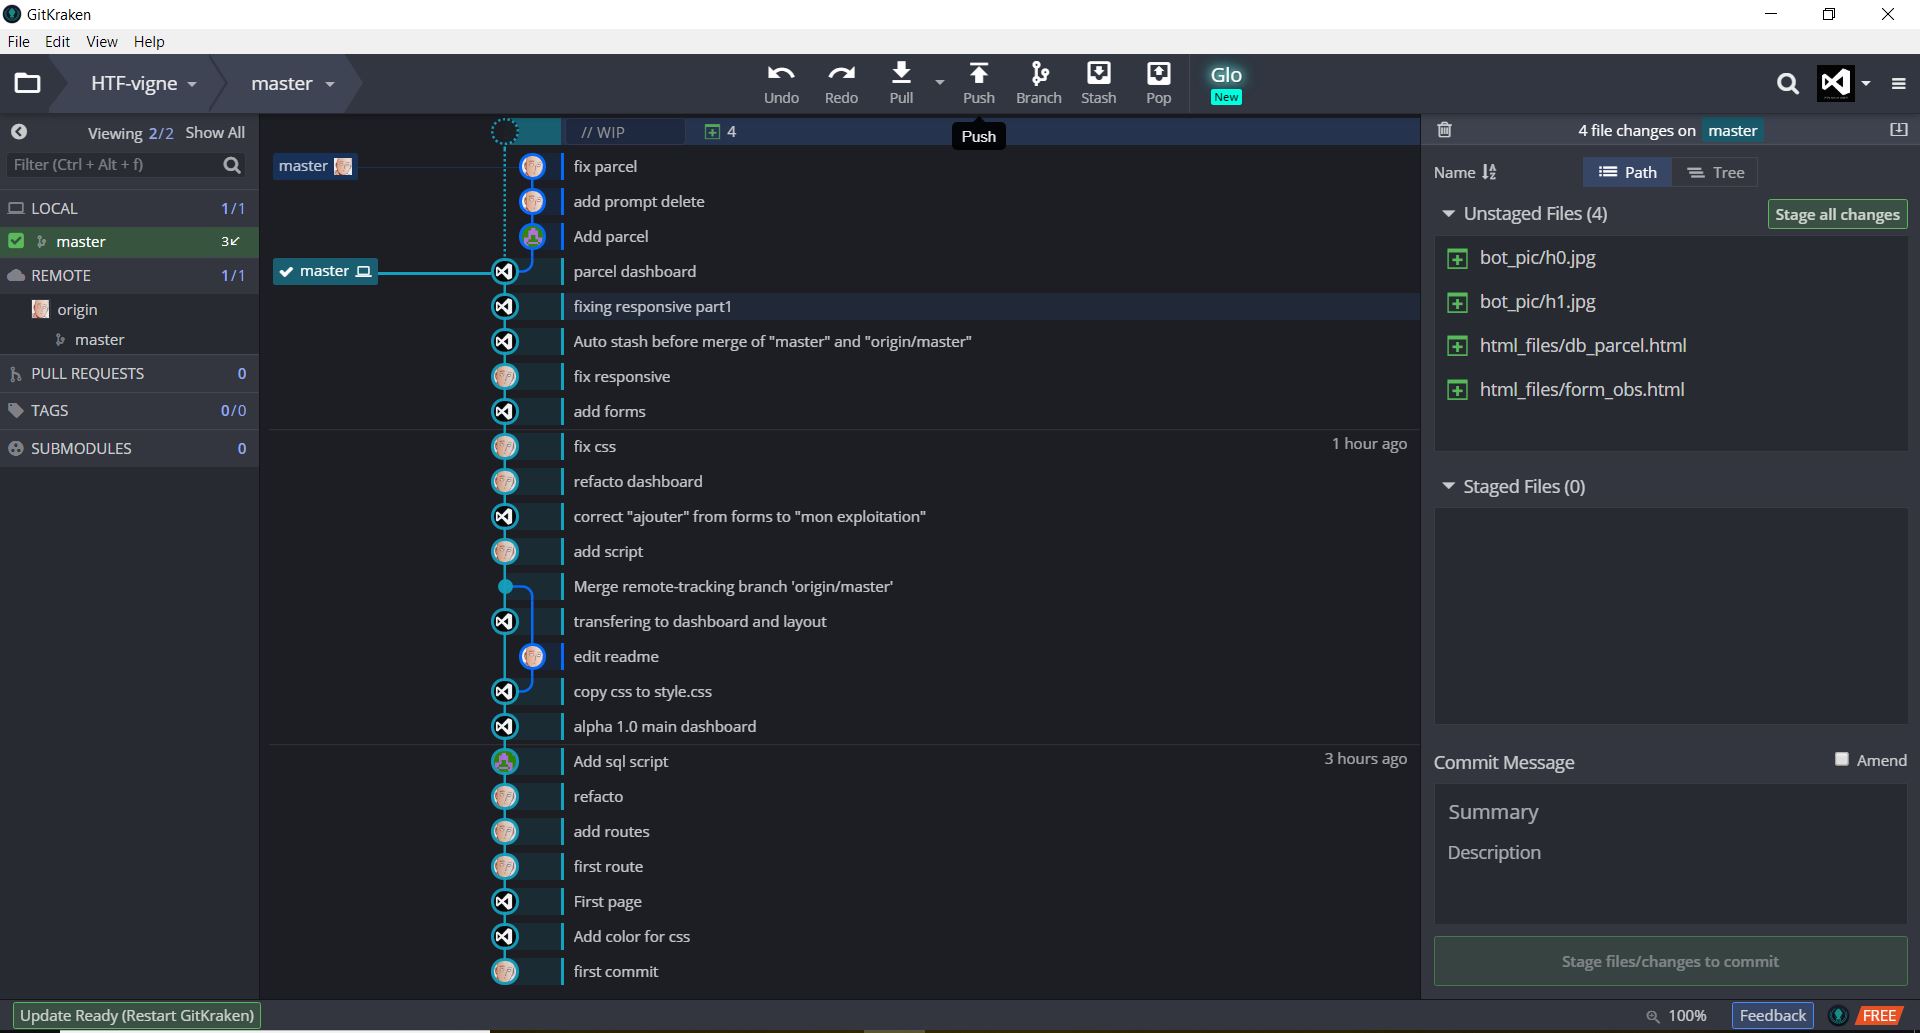 GitKraken
File Edit View Help
HTF-vigne master Undo Redo Pull Push Branch Stash Pop Glo
New
Push
Viewing 2/2 Show All
Filter (Ctrl + Alt + f)
LOCAL 1/1
master 3
REMOTE 1/1
origin
master
PULL REQUESTS 0
TAGS 0/0
SUBMODULES 0
// WIP 4
master fix parcel
add prompt delete
Add parcel
master parcel dashboard
fixing responsive part1
Auto stash before merge of "master" and "origin/master"
fix responsive
add forms
fix css 1 hour ago
refacto dashboard
correct "ajouter" from forms to "mon exploitation"
add script
Merge remote-tracking branch 'origin/master'
transfering to dashboard and layout
edit readme
copy css to style.css
alpha 1.0 main dashboard
Add sql script 3 hours ago
refacto
add routes
first route
First page
Add color for css
first commit
4 file changes on master
Name Path Tree
Unstaged Files (4) Stage all changes
bot_pic/h0.jpg
bot_pic/h1.jpg
html_files/db_parcel.html
html_files/form_obs.html
Staged Files (0)
Commit Message Amend
Summary
Description
Stage files/changes to commit
Update Ready (Restart GitKraken) 100% Feedback FREE